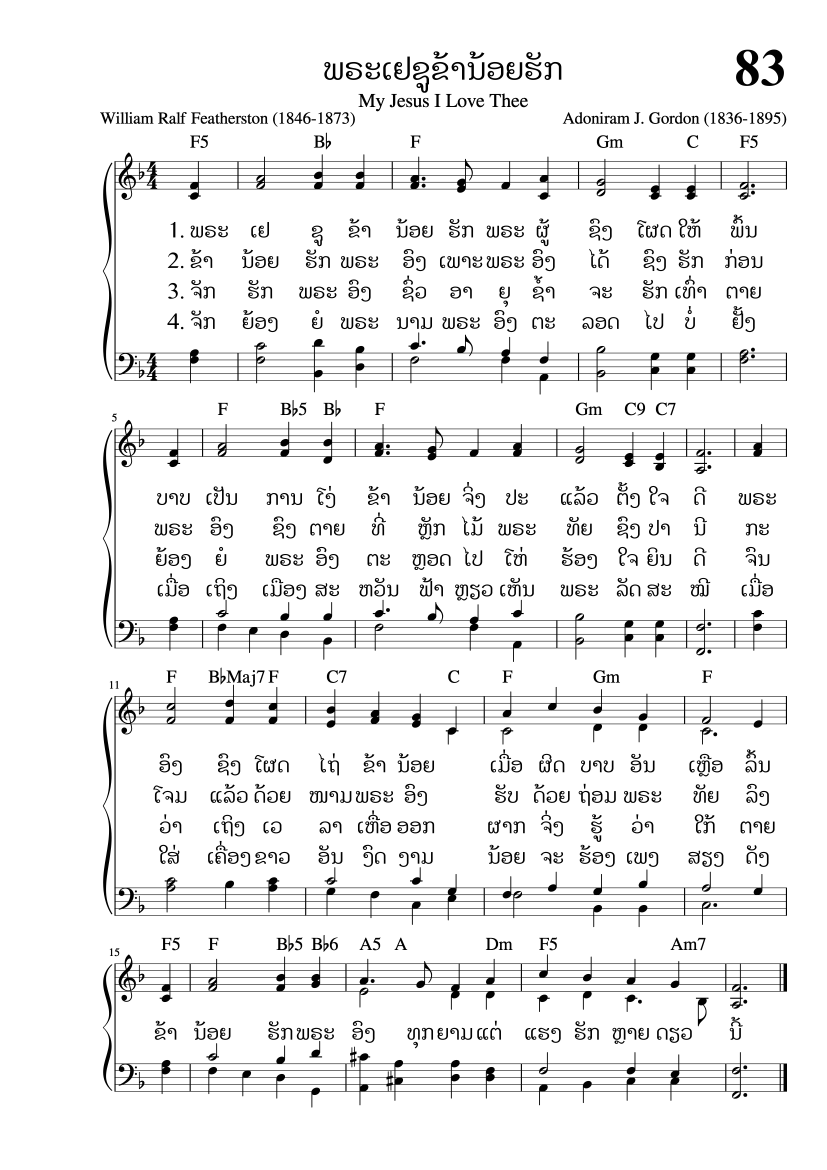 ພຣະເຢຊູຂ້ານ້ອຍຮັກ
83
My Jesus I Love Thee
William Ralf Featherston (1846-1873)
Adoniram J. Gordon (1836-1895)
F5 B♭ F Gm C F5
1. ພຣະ ເຢ ຊູ ຂ້າ ນ້ອຍ ຮັກ ພຣະ ຜູ້ ຊົງ ໂຜດ ໃຫ້ ພົ້ນ
2. ຂ້າ ນ້ອຍ ຮັກ ພຣະ ອົງ ເພາະ ພຣະ ອົງ ໄດ້ ຊົງ ຮັກ ກ່ອນ
3. ຈັກ ຮັກ ພຣະ ອົງ ຊົ່ວ ອາ ຍຸ ຊ້ຳ ຈະ ຮັກ ເທົ່າ ຕາຍ
4. ຈັກ ຍ້ອງ ຍໍ ພຣະ ນາມ ພຣະ ອົງ ຕະ ລອດ ໄປ ບໍ່ ຢັ້ງ
5
F B♭5 B♭ F Gm C9 C7
ບາບ ເປັນ ການ ໂງ່ ຂ້າ ນ້ອຍ ຈິ່ງ ປະ ແລ້ວ ຕັ້ງ ໃຈ ດີ ພຣະ
ພຣະ ອົງ ຊົງ ຕາຍ ທີ່ ຫຼັກ ໄມ້ ພຣະ ທັຍ ຊົງ ປາ ນີ ກະ
ຍ້ອງ ຍໍ ພຣະ ອົງ ຕະ ຫຼອດ ໄປ ໂຫ່ ຮ້ອງ ໃຈ ຍິນ ດີ ຈົນ
ເມື່ອ ເຖິງ ເມືອງ ສະ ຫວັນ ຟ້າ ຫຼຽວ ເຫັນ ພຣະ ລັດ ສະ ໝີ ເມື່ອ
11
F B♭Maj7 F C7 C F Gm F
ອົງ ຊົງ ໂຜດ ໄຖ່ ຂ້າ ນ້ອຍ ເມື່ອ ຜິດ ບາບ ອັນ ເຫຼືອ ລົ້ນ
ໂຈມ ແລ້ວ ດ້ວຍ ໜາມ ພຣະ ອົງ ຮັບ ດ້ວຍ ຖ່ອມ ພຣະ ທັຍ ລົງ
ວ່າ ເຖິງ ເວ ລາ ເຫື່ອ ອອກ ຜາກ ຈິ່ງ ຮູ້ ວ່າ ໃກ້ ຕາຍ
ໃສ່ ເຄື່ອງ ຂາວ ອັນ ງົດ ງາມ ນ້ອຍ ຈະ ຮ້ອງ ເພງ ສຽງ ດັງ
15
F5 F B♭5 B♭6 A5 A Dm F5 Am7
ຂ້າ ນ້ອຍ ຮັກ ພຣະ ອົງ ທຸກ ຍາມ ແຕ່ ແຮງ ຮັກ ຫຼາຍ ດຽວ ນີ້